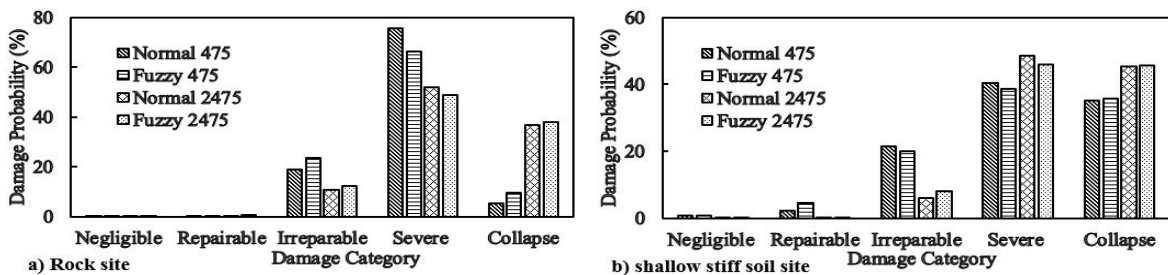 Damage Probability (%)
80
60
40
20
0
Normal 475
Fuzzy 475
Normal 2475
Fuzzy 2475
Negligible Repairable Irreparable Severe Collapse
Damage Category
a) Rock site
Damage Probability (%)
60
40
20
0
Normal 475
Fuzzy 475
Normal 2475
Fuzzy 2475
Negligible Repairable Irreparable Severe Collapse
Damage Category
b) shallow stiff soil site